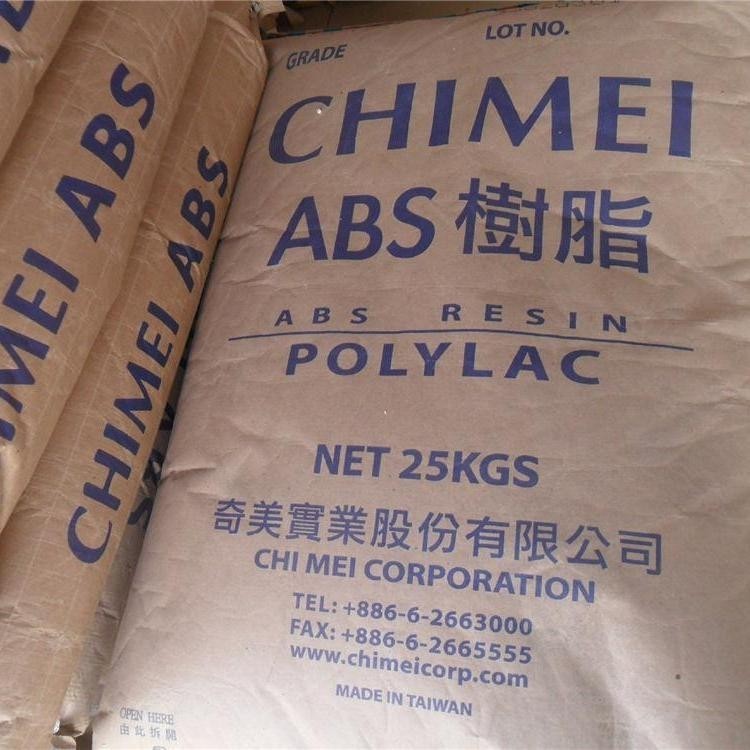 GRADE
LOT NO.
CHIMEI
ABS 樹脂
ABS RESIN
POLYLAC
NET 25KGS
奇美實業股份有限公司
CHI MEI CORPORATION
TEL: +886-6-2663000
FAX: +886-6-2665555
www.chimeicorp.com
MADE IN TAIWAN
OPEN HERE
由此拆開
CHIMEI ABS
MEI ABS